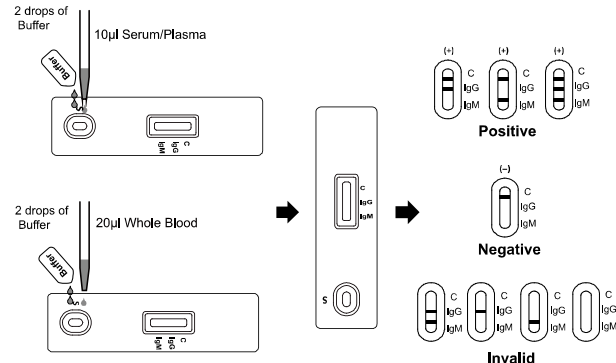 2 drops of
Buffer
10µl Serum/Plasma
Buffer
S
C
IgG
IgM
2 drops of
Buffer
20µl Whole Blood
Buffer
S
C
IgG
IgM
C
IgG
IgM
S
(+) (+) (+)
C C C
IgG IgG IgG
IgM IgM IgM
Positive
(−)
C
IgG
IgM
Negative
C C C C
IgG IgG IgG IgG
IgM IgM IgM IgM
Invalid